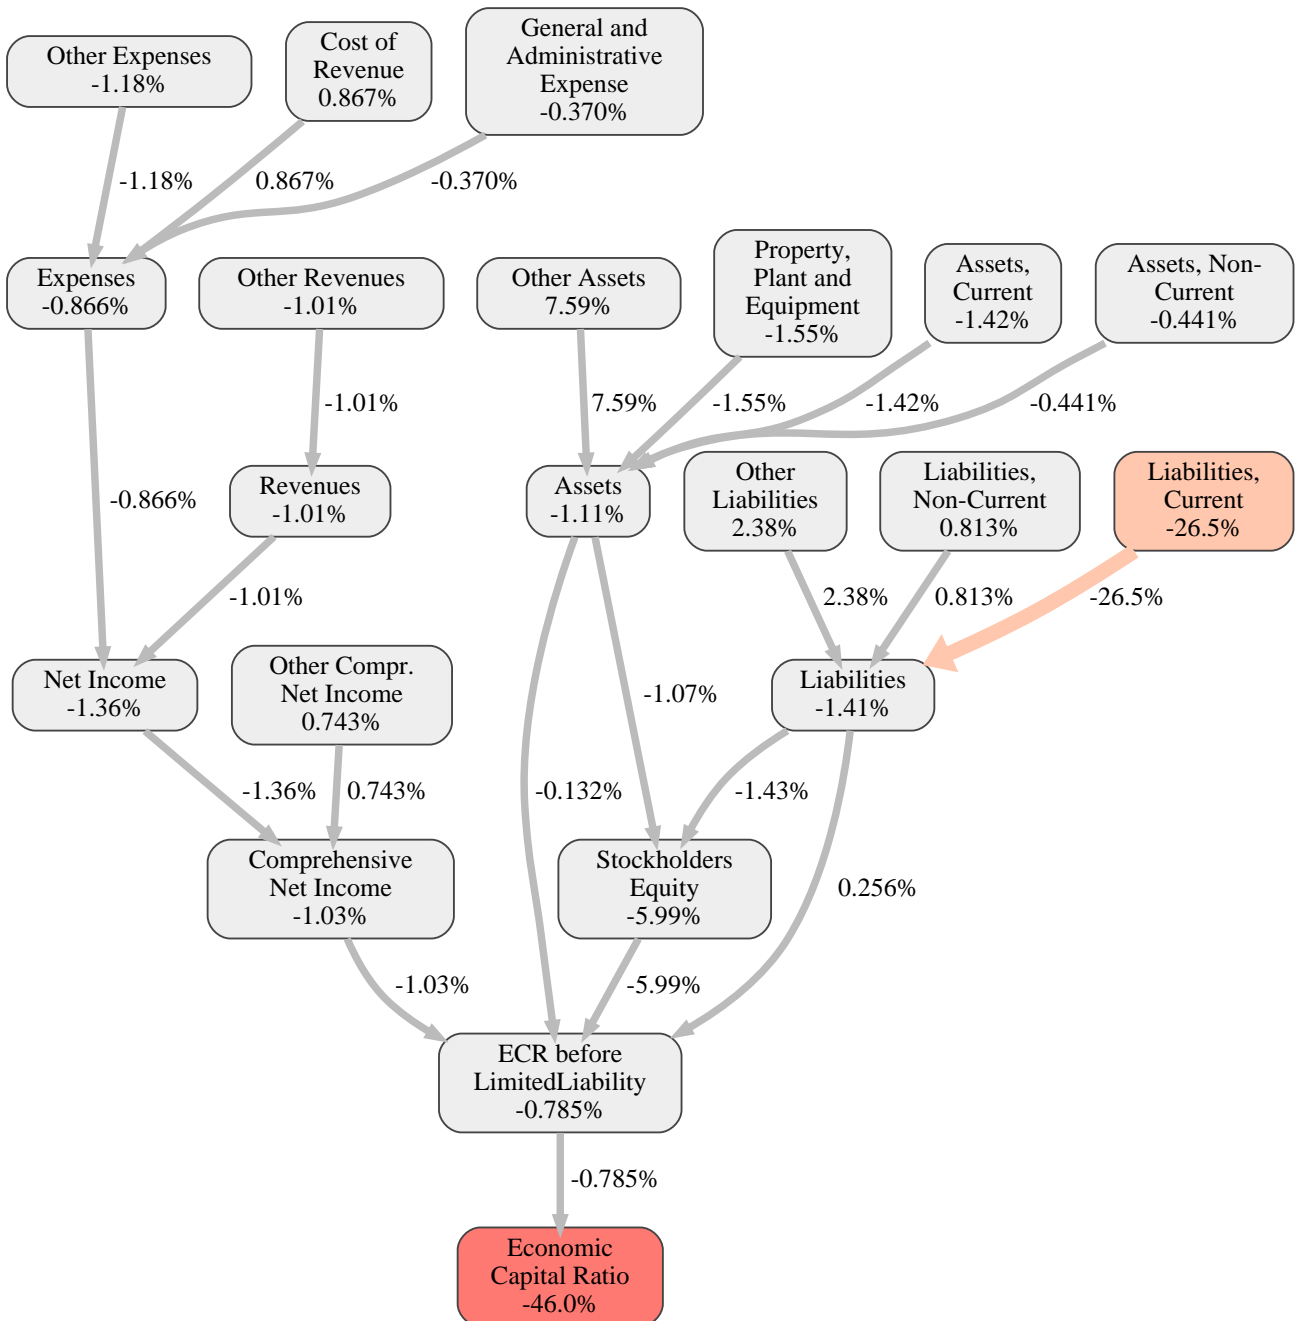 Other Expenses
-1.18%
Cost of
Revenue
0.867%
General and
Administrative
Expense
-0.370%
-1.18%
0.867%
-0.370%
Expenses
-0.866%
Other Revenues
-1.01%
Other Assets
7.59%
Property,
Plant and
Equipment
-1.55%
Assets,
Current
-1.42%
Assets, Non-
Current
-0.441%
-1.01%
7.59%
-1.55%
-1.42%
-0.441%
-0.866%
Revenues
-1.01%
Assets
-1.11%
Other
Liabilities
2.38%
Liabilities,
Non-Current
0.813%
Liabilities,
Current
-26.5%
-1.01%
2.38%
0.813%
-26.5%
Net Income
-1.36%
Other Compr.
Net Income
0.743%
-1.07%
Liabilities
-1.41%
-1.36%
0.743%
-0.132%
-1.43%
Comprehensive
Net Income
-1.03%
Stockholders
Equity
-5.99%
0.256%
-1.03%
-5.99%
ECR before
LimitedLiability
-0.785%
-0.785%
Economic
Capital Ratio
-46.0%